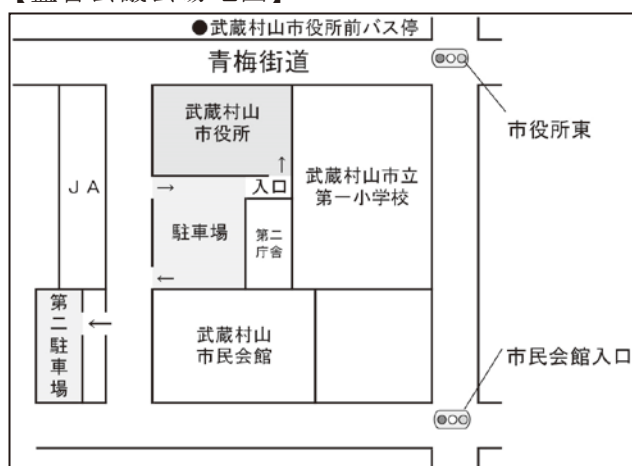 ●武蔵村山市役所前バス停
青梅街道
武蔵村山
市役所
↑
市役所東
ＪＡ
→
入口
武蔵村山市立
第一小学校
駐車場
第二
庁舎
←
第二駐車場
←
武蔵村山
市民会館
市民会館入口